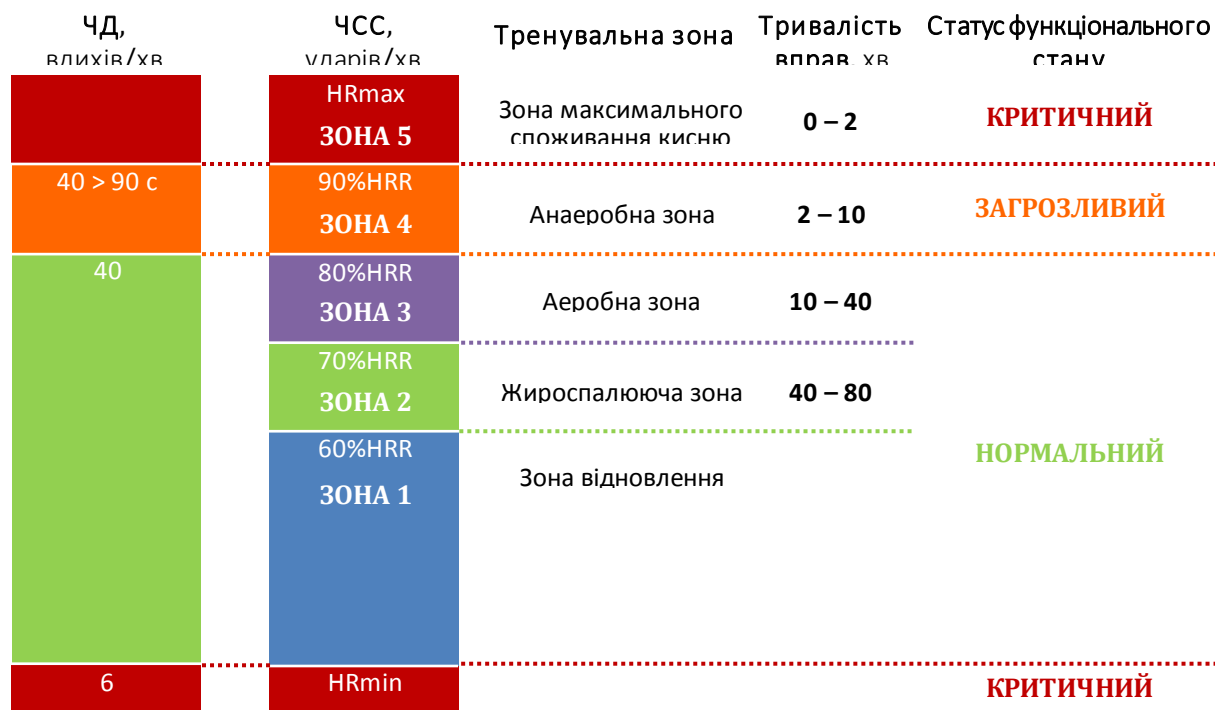 ЧД,
вдихів/хв
ЧСС,
ударів/хв
Тренувальна зона
Тривалість
вправ, хв
Статус функціонального
стану
HRmax
ЗОНА 5
Зона максимального
споживання кисню
0 – 2
КРИТИЧНИЙ
40 > 90 с
90%HRR
ЗОНА 4
Анаеробна зона
2 – 10
ЗАГРОЗЛИВИЙ
40
80%HRR
ЗОНА 3
Аеробна зона
10 – 40
70%HRR
ЗОНА 2
Жироспалююча зона
40 – 80
60%HRR
ЗОНА 1
Зона відновлення
НОРМАЛЬНИЙ
6
HRmin
КРИТИЧНИЙ